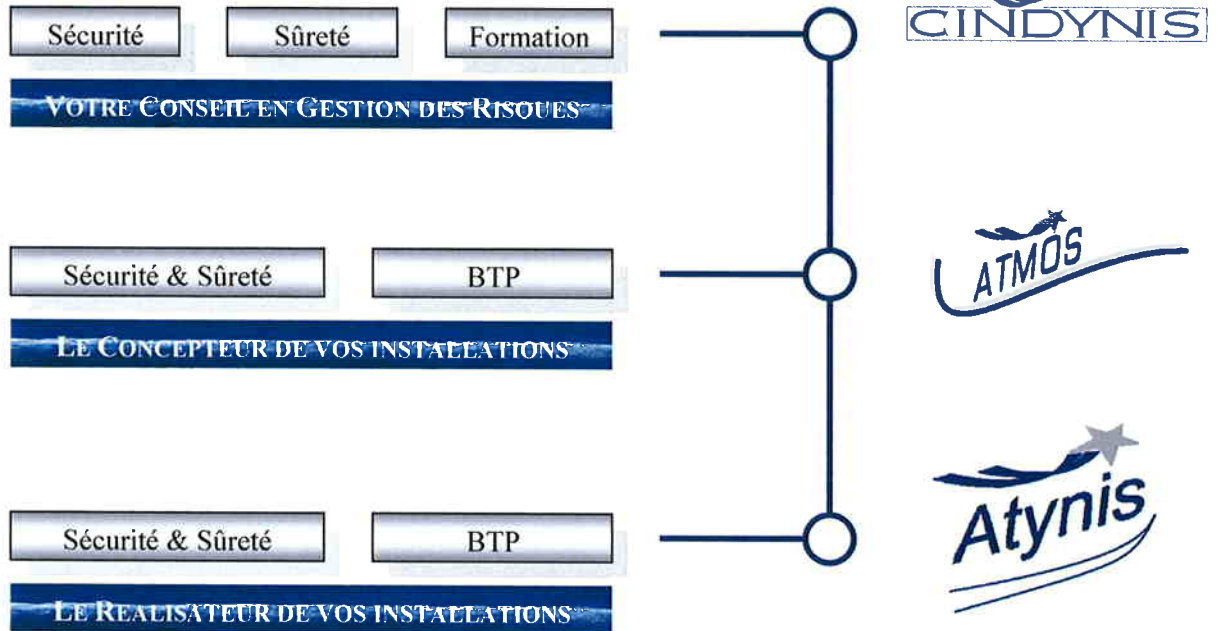 Sécurité Sûreté Formation CINDYNIS
VOTRE CONSEIL EN GESTION DES RISQUES
Sécurité & Sûreté BTP ATMOS
LE CONCEPTEUR DE VOS INSTALLATIONS
Sécurité & Sûreté BTP Atynis
LE REALISATEUR DE VOS INSTALLATIONS